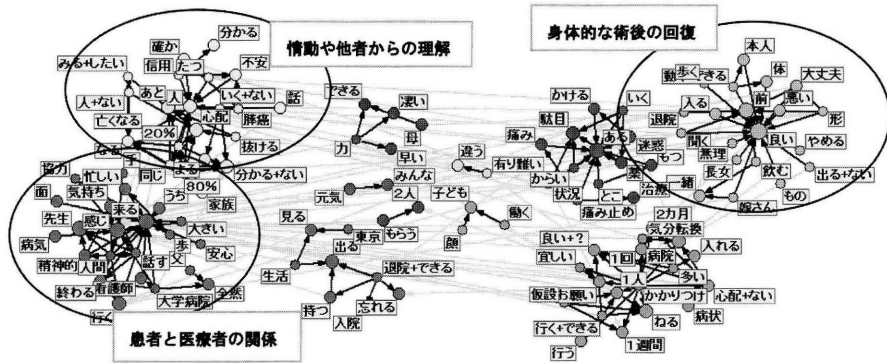 情動や他者からの理解
身体的な術後の回復
分かる
確か
信用
たつ
不安
みる+したい
あと
人
いく+ない
話
人+ない
心配
膵癌
亡くなる
20%
抜ける
なる
子
よる
分かる+ない
できる
凄い
母
力
早い
違う
有り難い
みんな
元気
2人
もらう
子ども
働く
顔
見る
東京
出る
生活
退院+できる
持つ
入院
忘れる
協力
忙しい
同じ
80%
面
気持ち
うち
家族
先生
感じ
来る
大きい
病気
歩
安心
精神的
人間
話す
父
終わる
看護師
全然
大学病院
行く
患者と医療者の関係
かける
いく
駄目
痛み
ある
迷惑
もつ
からい
薬
状況
とこ
治療
痛み止め
本人
歩く
動
できる
体
大丈夫
入る
前
悪い
退院
形
聞く
良い
やめる
無理
長女
飲む
出る+ない
一緒
もの
嫁さん
2カ月
良い+?
気分転換
宜しい
1回
病院
入れる
1人
多い
仮設
お願い
かかりつけ
心配+ない
行く+できる
ねる
病状
1週間
行う